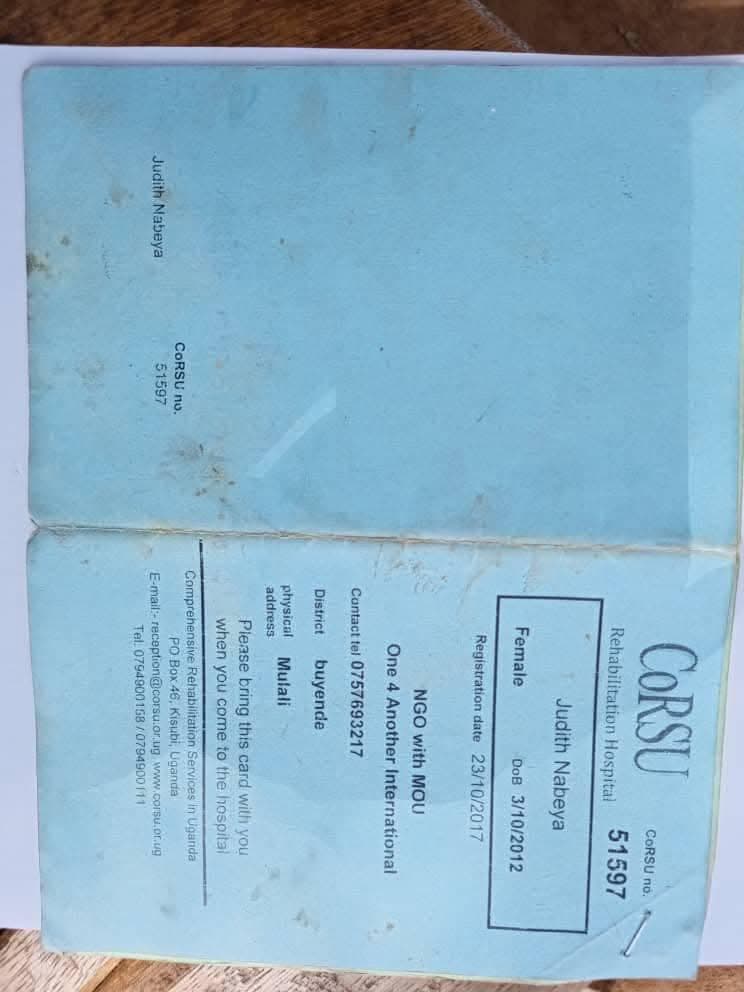 CoRSU
Rehabilitation Hospital
CoRSU no.
51597
Judith Nabeya
Female DoB 3/10/2012
Registration date 23/10/2017
NGO with MOU
One 4 Another International
Contact tel 0757693217
District buyende
physical address Mulali
Please bring this card with you
when you come to the hospital
Comprehensive Rehabilitation Services in Uganda
PO Box 46, Kisubi, Uganda
E-mail:- reception@corsu.or.ug www.corsu.or.ug
Tel: 0794900158 / 0794900111
CoRSU no.
Judith Nabeya 51597